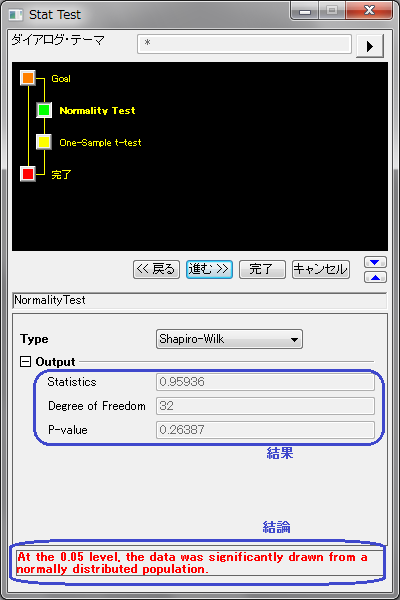 Stat Test
ダイアログ・テーマ
*
Goal
Normality Test
One-Sample t-test
完了
<< 戻る 進む >> 完了 キャンセル
NormalityTest
Type Shapiro-Wilk
Output
Statistics 0.95936
Degree of Freedom 32
P-value 0.26387
結果
結論
At the 0.05 level, the data was significantly drawn from a
normally distributed population.